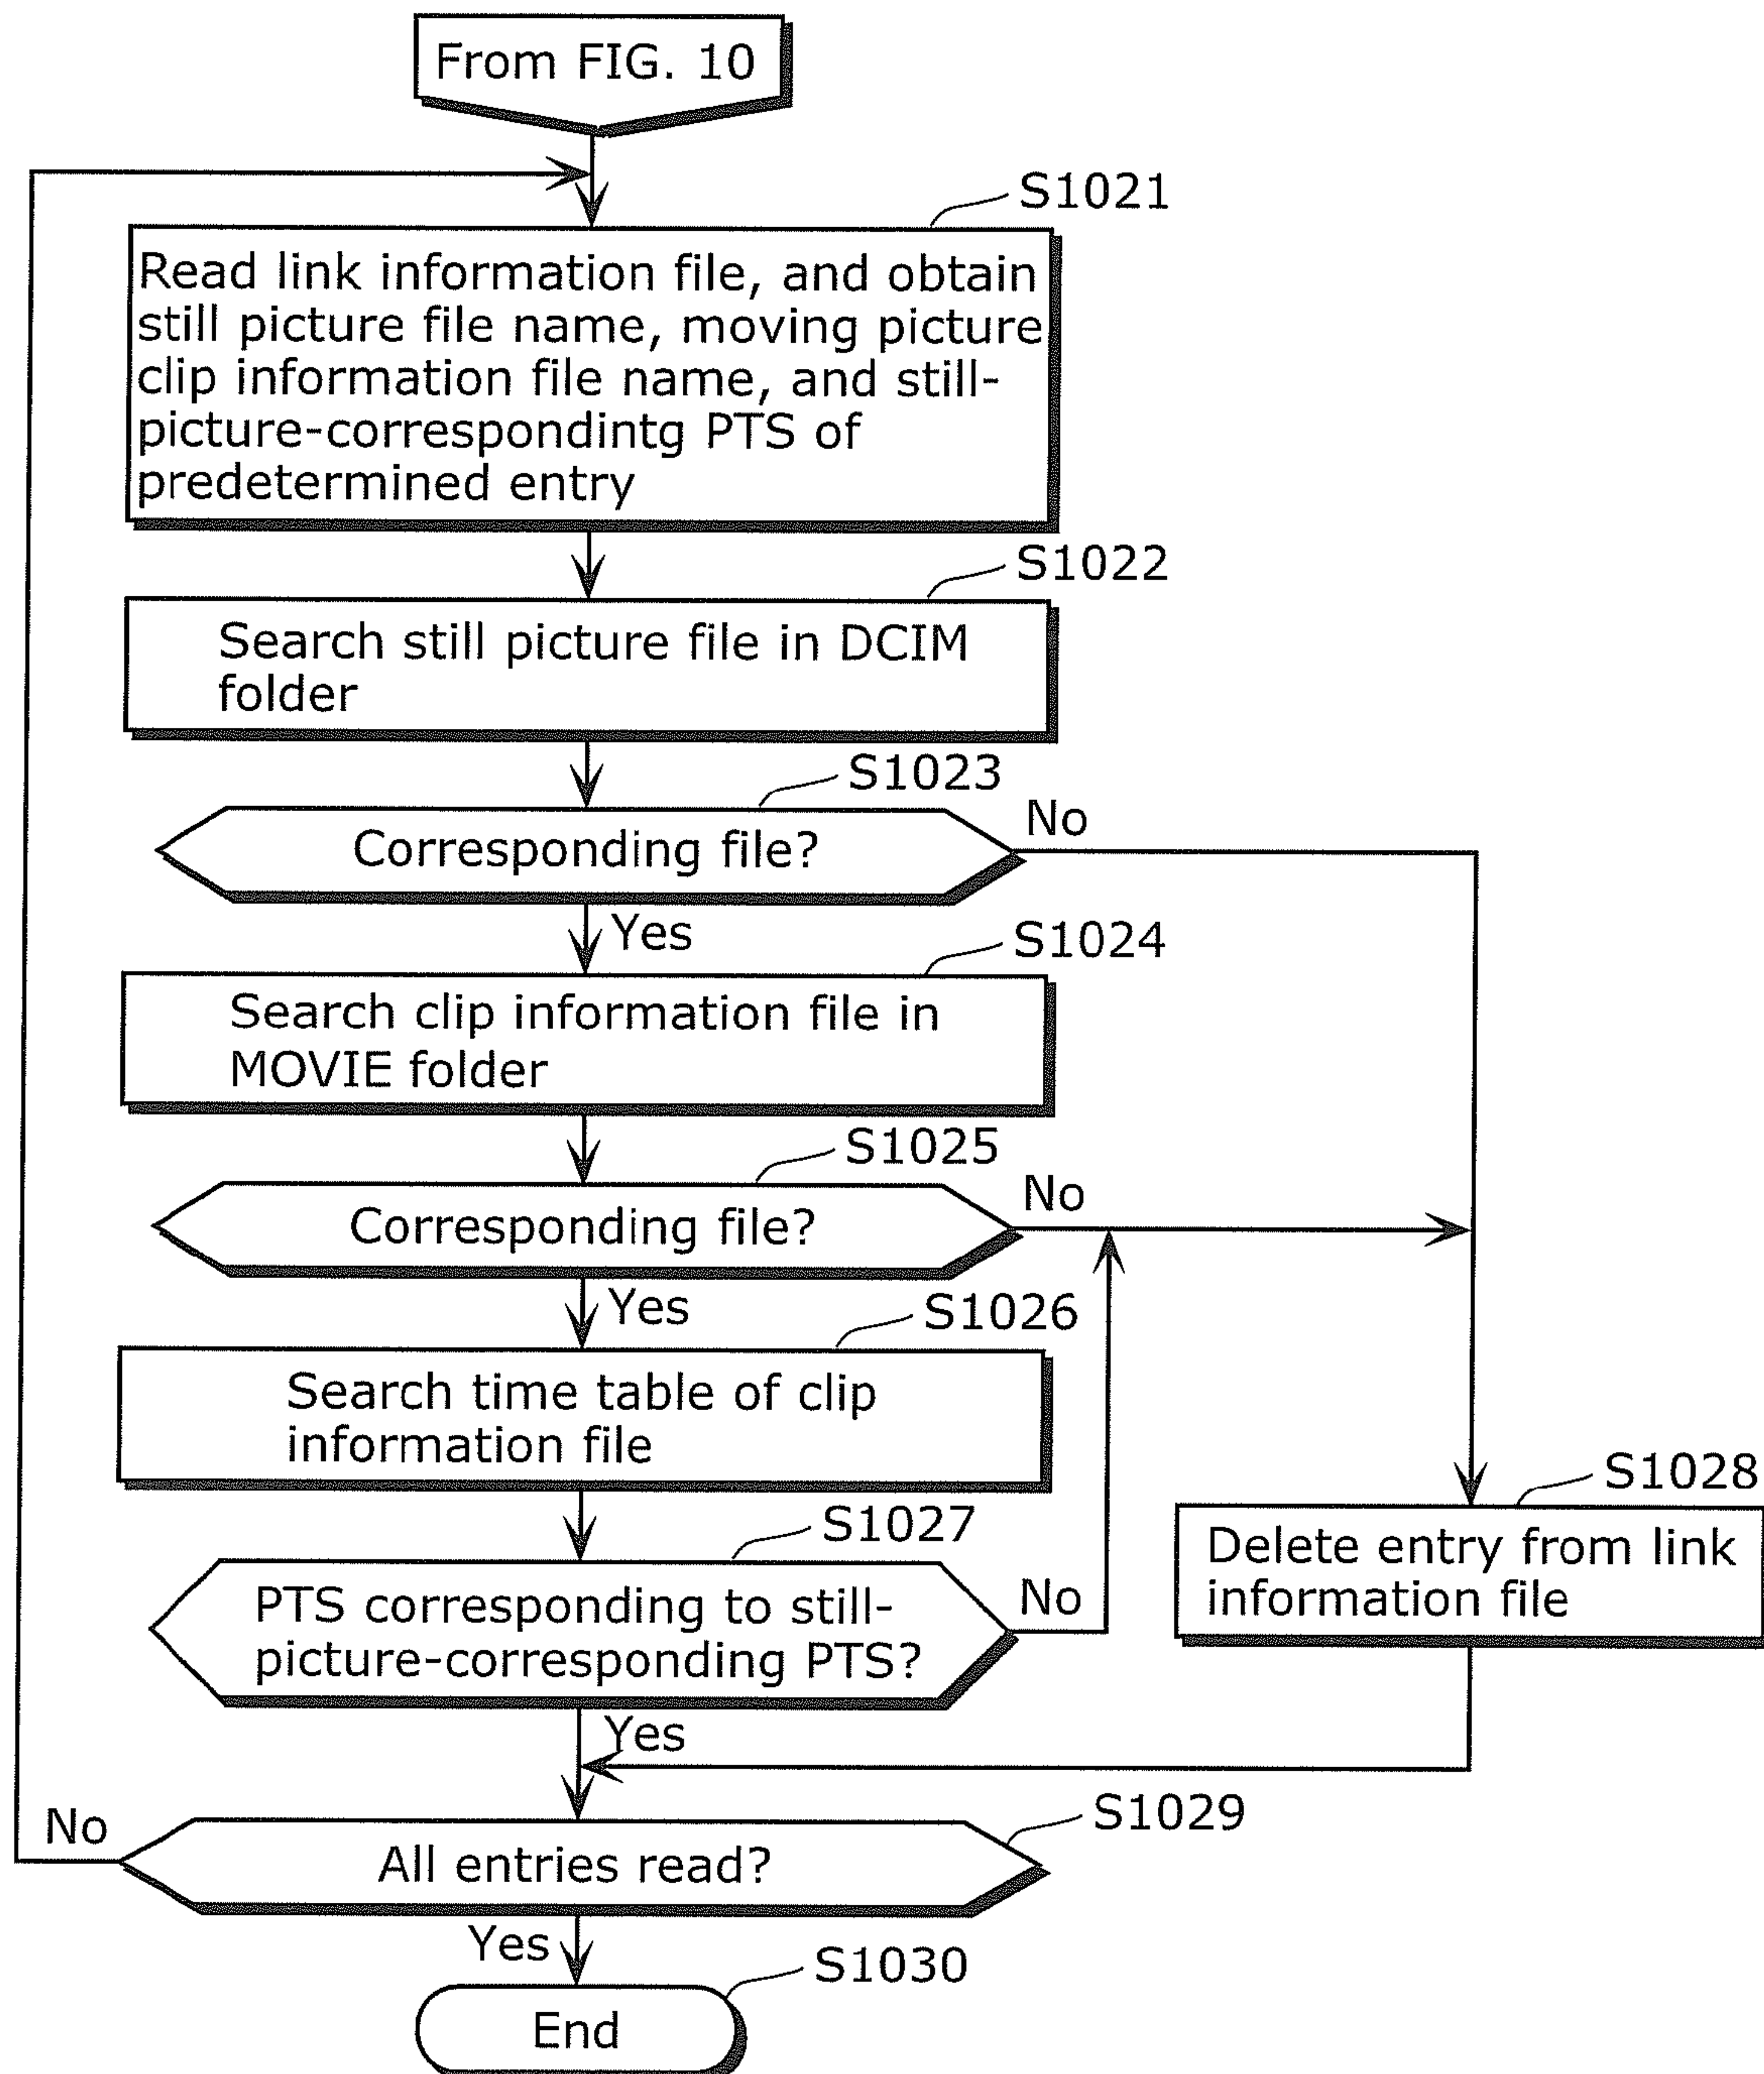 From FIG. 10
S1021
Read link information file, and obtain
still picture file name, moving picture
clip information file name, and still-
picture-correspondintg PTS of
predetermined entry
S1022
Search still picture file in DCIM
folder
S1023
Corresponding file?
No
Yes
S1024
Search clip information file in
MOVIE folder
S1025
Corresponding file?
No
Yes
S1026
Search time table of clip
information file
S1027
PTS corresponding to still-
picture-corresponding PTS?
No
S1028
Delete entry from link
information file
Yes
S1029
All entries read?
No
Yes
S1030
End